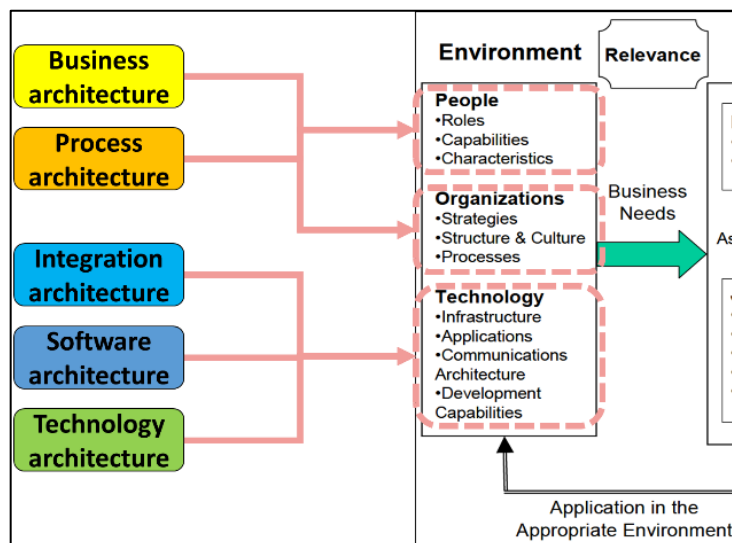 Business
architecture
Process
architecture
Integration
architecture
Software
architecture
Technology
architecture
Environment
Relevance
People
•Roles
•Capabilities
•Characteristics
Organizations
•Strategies
•Structure & Culture
•Processes
Technology
•Infrastructure
•Applications
•Communications
Architecture
•Development
Capabilities
Business
Needs
As
Application in the
Appropriate Environment